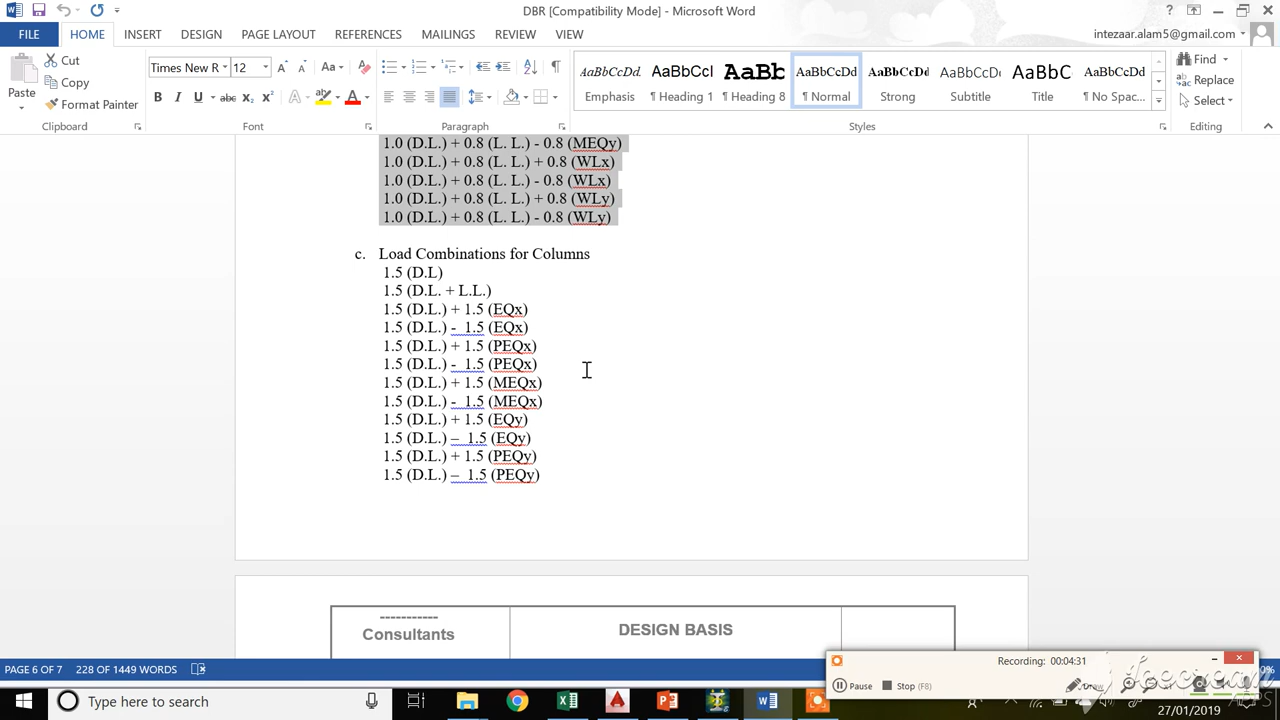 DBR [Compatibility Mode] - Microsoft Word
FILE HOME INSERT DESIGN PAGE LAYOUT REFERENCES MAILINGS REVIEW VIEW
intezaar.alam5@gmail.com
Paste
Cut
Copy
Format Painter
Clipboard
Times New R 12
Font
Paragraph
AaBbCcDd. AaBbCcI AaBb AaBbCcDd AaBbCcDd AaBbCcDc AaBbC AaBbCcDd
Emphasis ¶ Heading 1 ¶ Heading 8 ¶ Normal Strong Subtitle Title ¶ No Spac...
Styles
Find
Replace
Select
Editing
1.0 (D.L.) + 0.8 (L. L.) - 0.8 (MEQy)
1.0 (D.L.) + 0.8 (L. L.) + 0.8 (WLx)
1.0 (D.L.) + 0.8 (L. L.) - 0.8 (WLx)
1.0 (D.L.) + 0.8 (L. L.) + 0.8 (WLy)
1.0 (D.L.) + 0.8 (L. L.) - 0.8 (WLy)
c. Load Combinations for Columns
1.5 (D.L)
1.5 (D.L. + L.L.)
1.5 (D.L.) + 1.5 (EQx)
1.5 (D.L.) - 1.5 (EQx)
1.5 (D.L.) + 1.5 (PEQx)
1.5 (D.L.) - 1.5 (PEQx)
1.5 (D.L.) + 1.5 (MEQx)
1.5 (D.L.) - 1.5 (MEQx)
1.5 (D.L.) + 1.5 (EQy)
1.5 (D.L.) – 1.5 (EQy)
1.5 (D.L.) + 1.5 (PEQy)
1.5 (D.L.) – 1.5 (PEQy)
-----------
Consultants
DESIGN BASIS
PAGE 6 OF 7 228 OF 1449 WORDS
Recording: 00:04:31
Pause Stop (F8) Draw
Icecream
APPS
Type here to search
27/01/2019